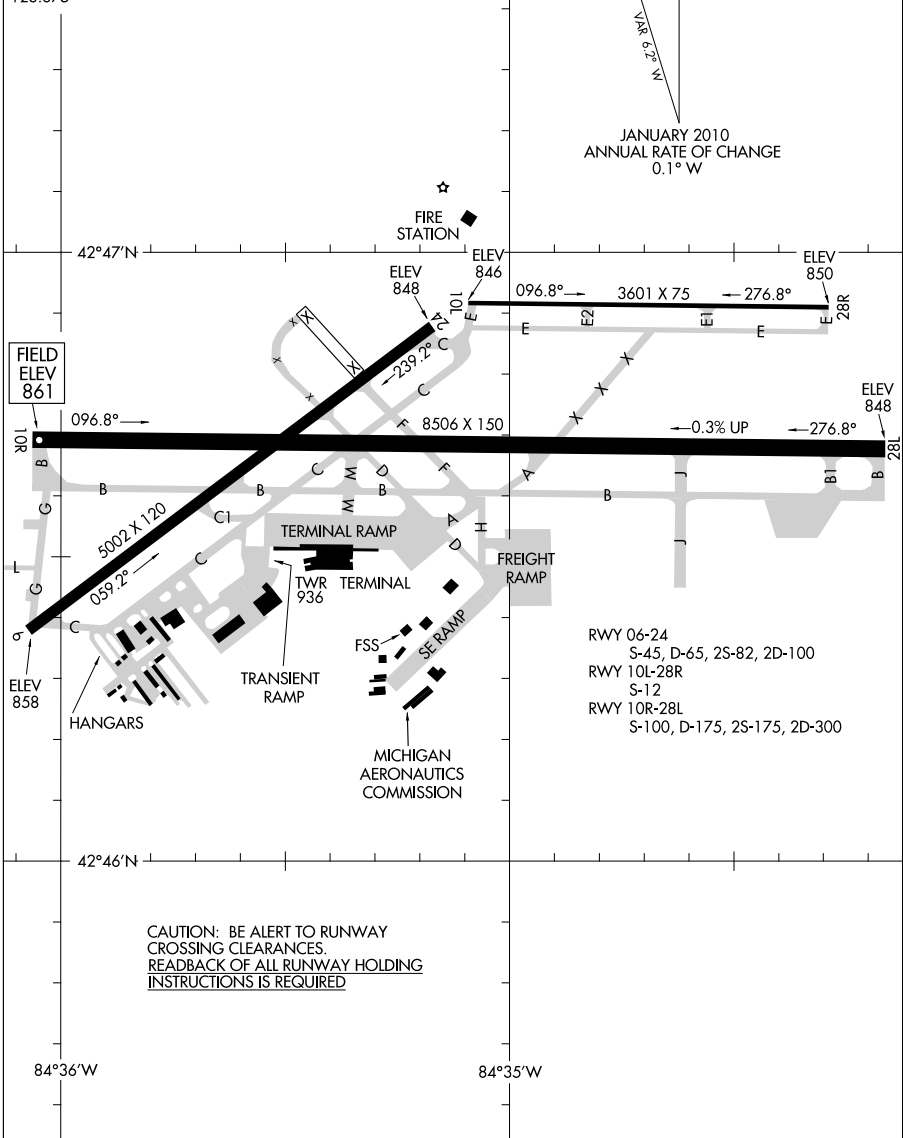 VAR 6.2° W
JANUARY 2010
ANNUAL RATE OF CHANGE
0.1° W
FIRE
STATION
42°47'N
ELEV
846
ELEV
848
ELEV
850
10L
096.8°
3601 X 75
276.8°
28R
24
E
E
E2
E1
E
E
C
239.2°
X
X
X
X
X
FIELD
ELEV
861
C
X
X
X
ELEV
848
096.8°
F
8506 X 150
0.3% UP
276.8°
10R
28L
B
C
W
D
F
A
J
B1
B
B
B
B
B
G
W
C1
A
H
5002 X 120
TERMINAL RAMP
D
J
C
FREIGHT
RAMP
L
059.2°
TWR
936
TERMINAL
G
6
C
FSS
SE RAMP
RWY 06-24
S-45, D-65, 2S-82, 2D-100
RWY 10L-28R
S-12
RWY 10R-28L
S-100, D-175, 2S-175, 2D-300
ELEV
858
HANGARS
TRANSIENT
RAMP
MICHIGAN
AERONAUTICS
COMMISSION
42°46'N
CAUTION: BE ALERT TO RUNWAY
CROSSING CLEARANCES.
READBACK OF ALL RUNWAY HOLDING
INSTRUCTIONS IS REQUIRED
84°36'W
84°35'W